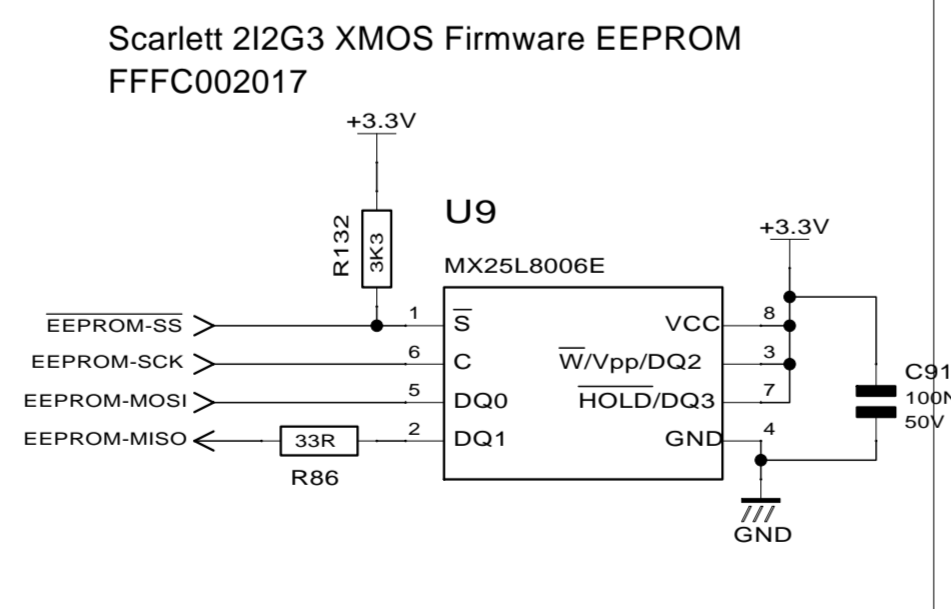 Scarlett 2I2G3 XMOS Firmware EEPROM
FFFC002017
+3.3V
R132
3K3
U9
MX25L8006E
+3.3V
EEPROM-SS
1
S
VCC
8
EEPROM-SCK
6
C
W/Vpp/DQ2
3
EEPROM-MOSI
5
DQ0
HOLD/DQ3
7
EEPROM-MISO
33R
R86
2
DQ1
GND
4
C91
100N
50V
GND